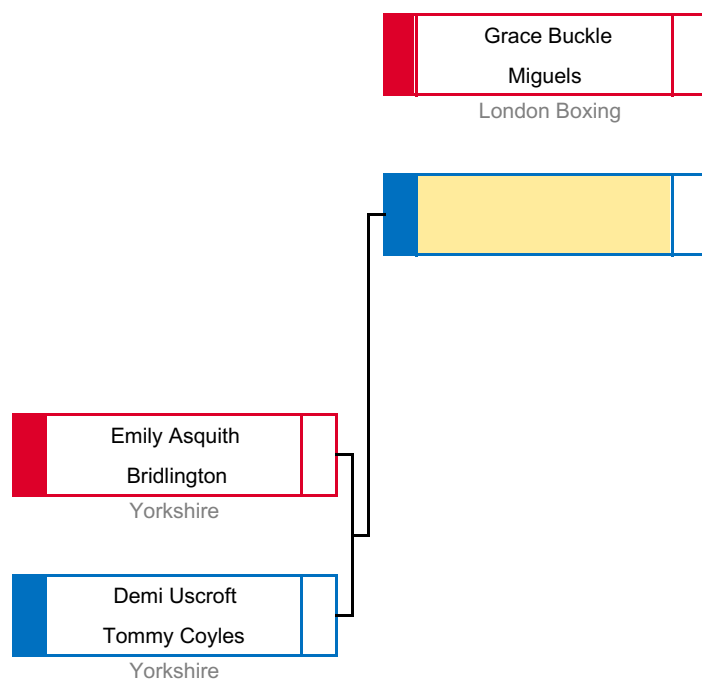 Grace Buckle
Miguels
London Boxing
Emily Asquith
Bridlington
Yorkshire
Demi Uscroft
Tommy Coyles
Yorkshire